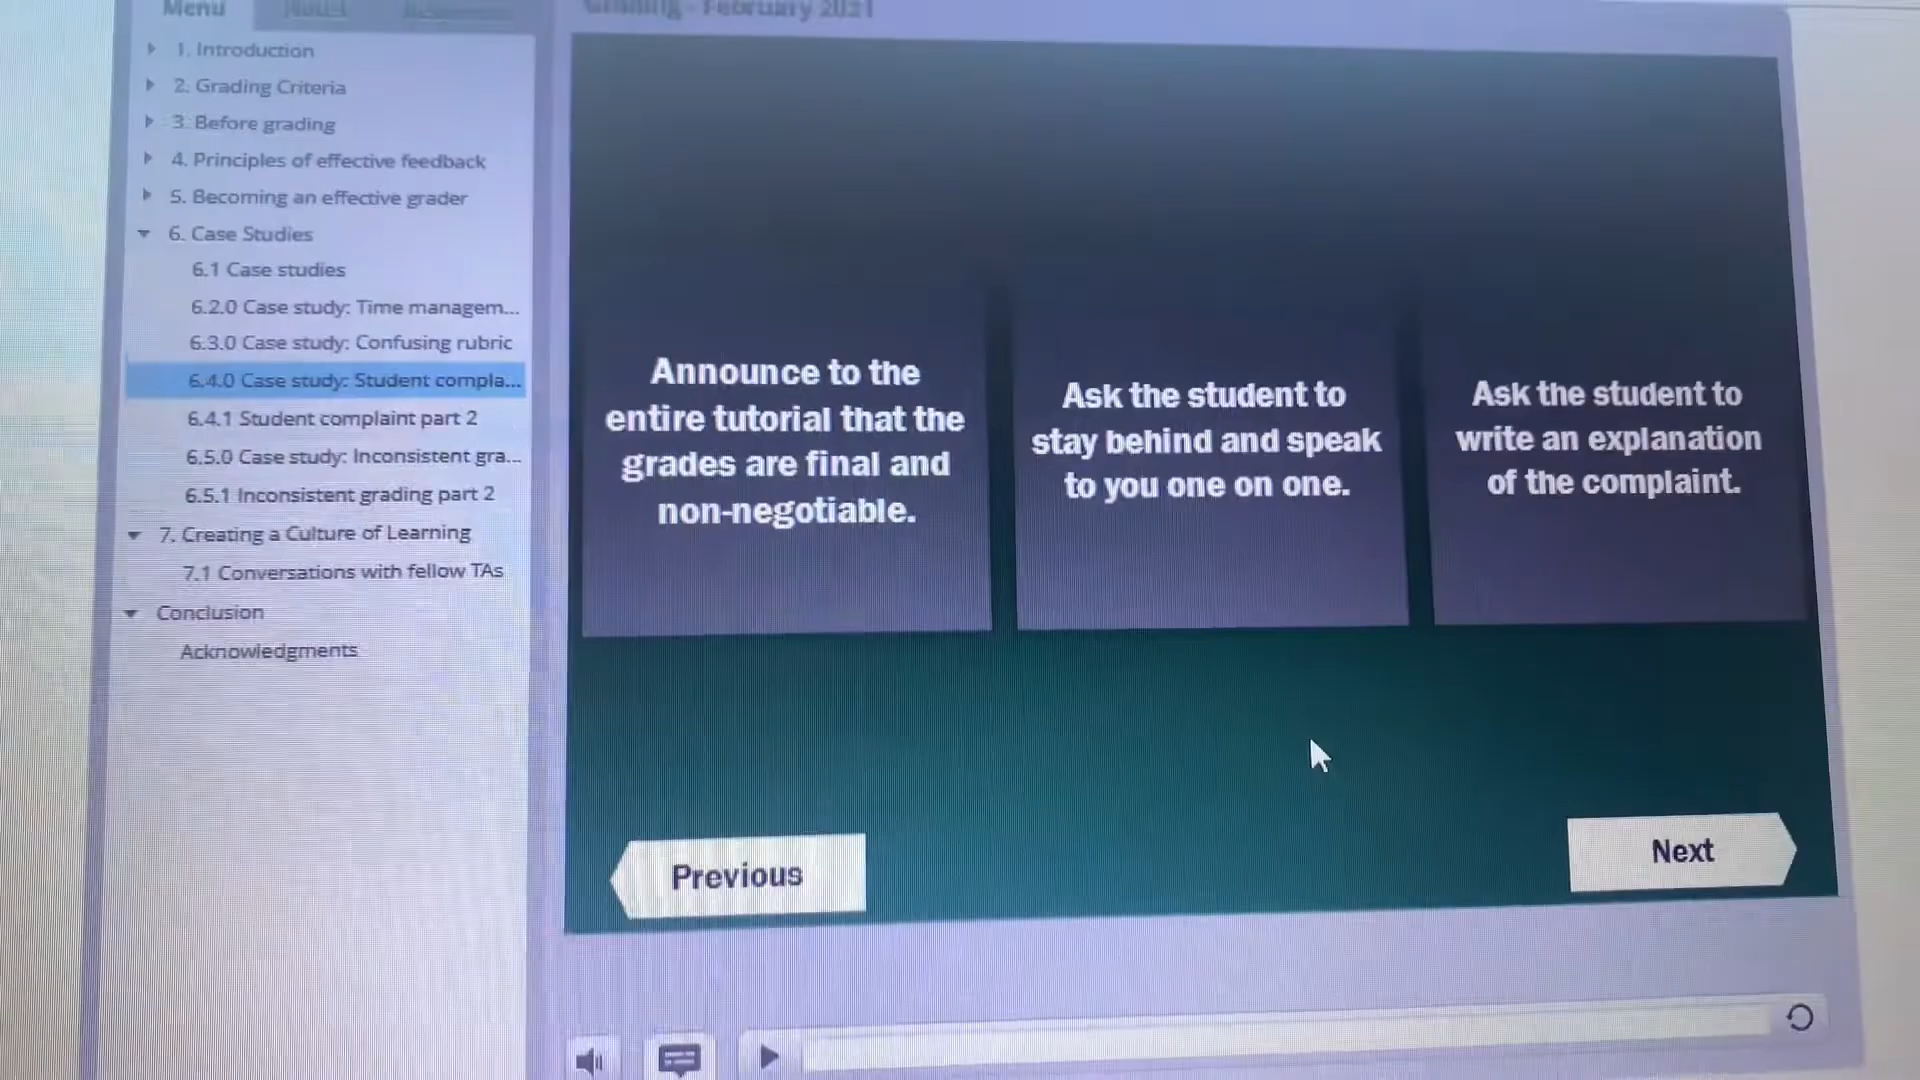 Menu
Grading - February 2021
1. Introduction
2. Grading Criteria
3. Before grading
4. Principles of effective feedback
5. Becoming an effective grader
6. Case Studies
6.1 Case studies
6.2.0 Case study: Time managem...
6.3.0 Case study: Confusing rubric
6.4.0 Case study: Student compla...
6.4.1 Student complaint part 2
6.5.0 Case study: Inconsistent gra...
6.5.1 Inconsistent grading part 2
7. Creating a Culture of Learning
7.1 Conversations with fellow TAs
Conclusion
Acknowledgments
Announce to the
entire tutorial that the
grades are final and
non-negotiable.
Ask the student to
stay behind and speak
to you one on one.
Ask the student to
write an explanation
of the complaint.
Previous
Next